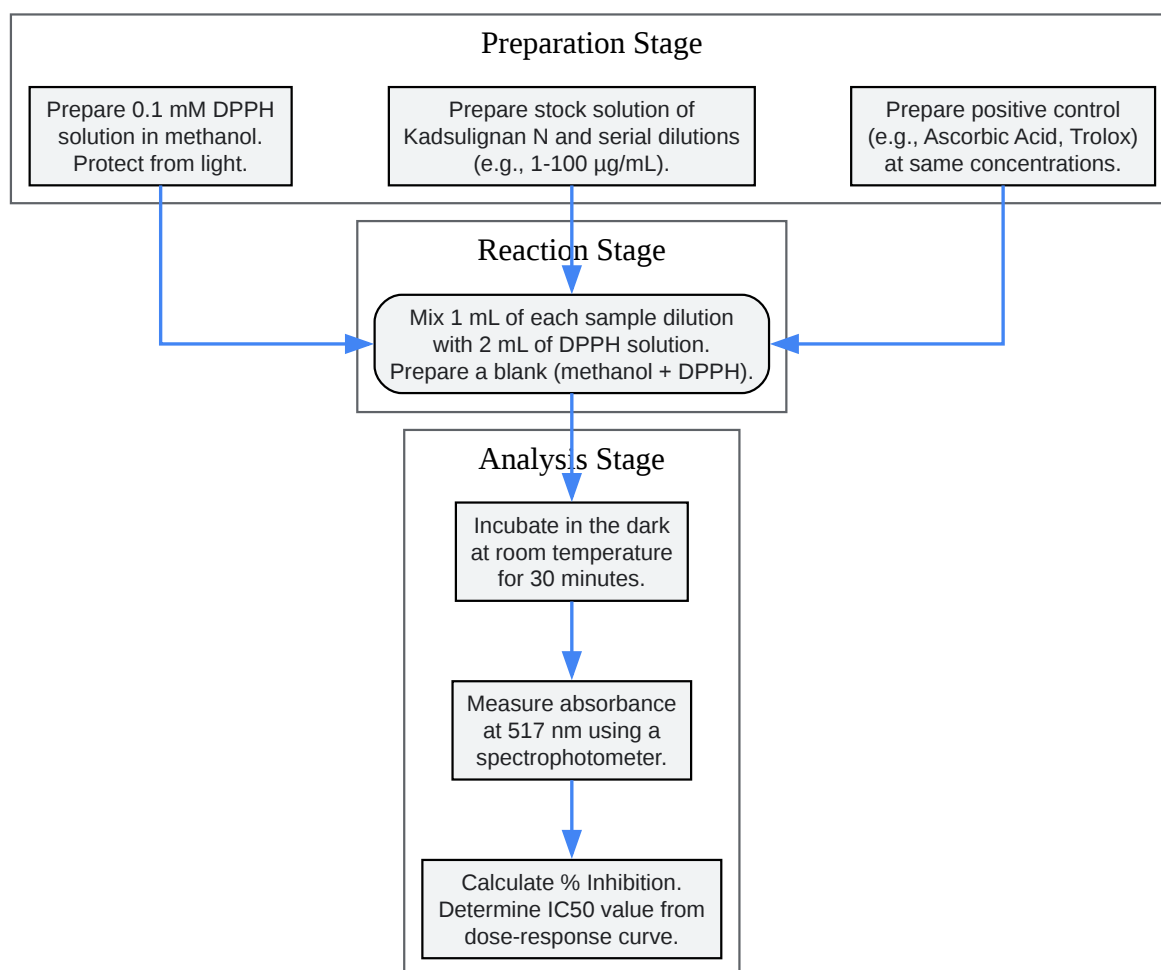 Preparation Stage
Prepare 0.1 mM DPPH
solution in methanol.
Protect from light.
Prepare stock solution of
Kadsulignan N and serial dilutions
(e.g., 1-100 µg/mL).
Prepare positive control
(e.g., Ascorbic Acid, Trolox)
at same concentrations.
Reaction Stage
Mix 1 mL of each sample dilution
with 2 mL of DPPH solution.
Prepare a blank (methanol + DPPH).
Analysis Stage
Incubate in the dark
at room temperature
for 30 minutes.
Measure absorbance
at 517 nm using a
spectrophotometer.
Calculate % Inhibition.
Determine IC50 value from
dose-response curve.